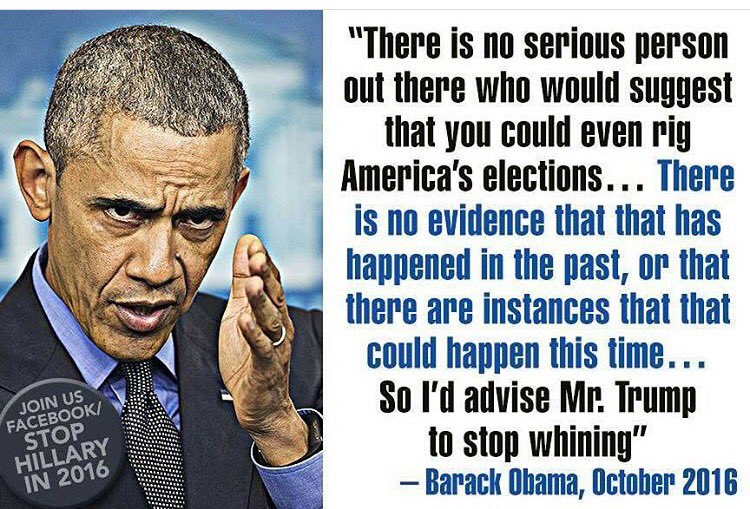 "There is no serious person
out there who would suggest
that you could even rig
America's elections... There
is no evidence that that has
happened in the past, or that
there are instances that that
could happen this time...
So I'd advise Mr. Trump
to stop whining"
– Barack Obama, October 2016
JOIN US
FACEBOOK/
STOP
HILLARY
IN 2016